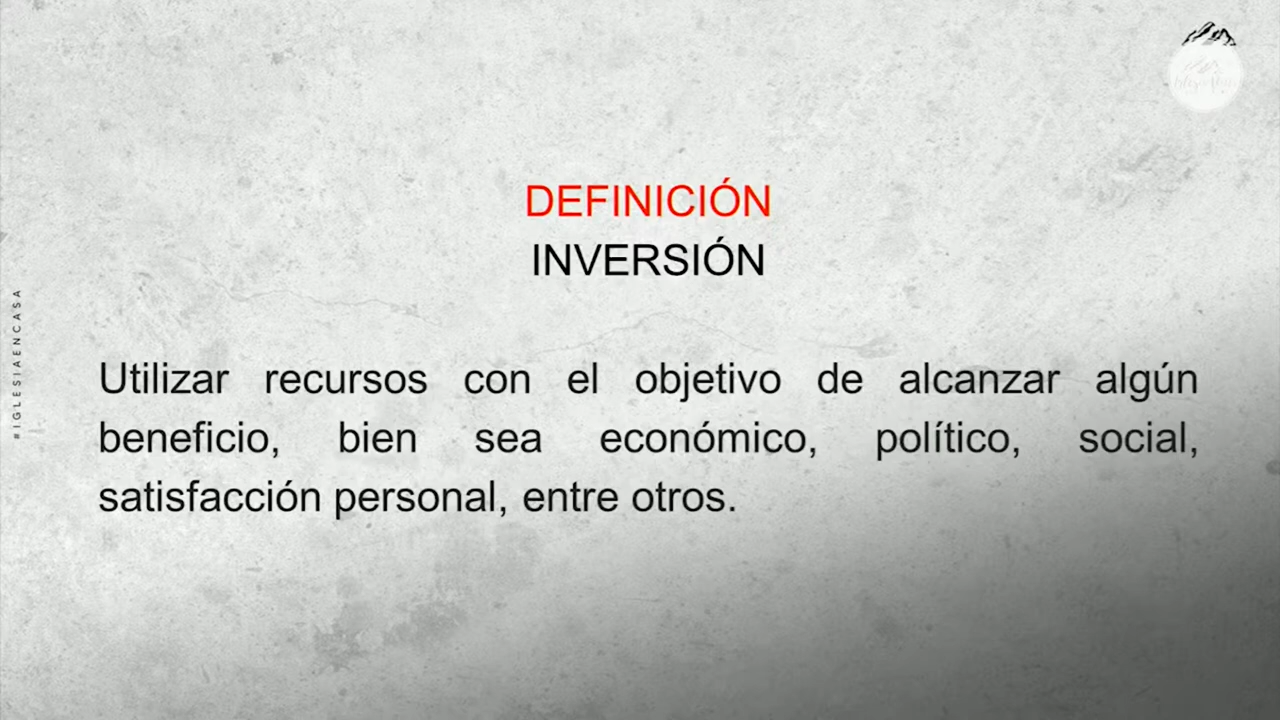 DEFINICIÓN
INVERSIÓN
Utilizar recursos con el objetivo de alcanzar algún
beneficio, bien sea económico, político, social,
satisfacción personal, entre otros.
#IGLESIAENCASA